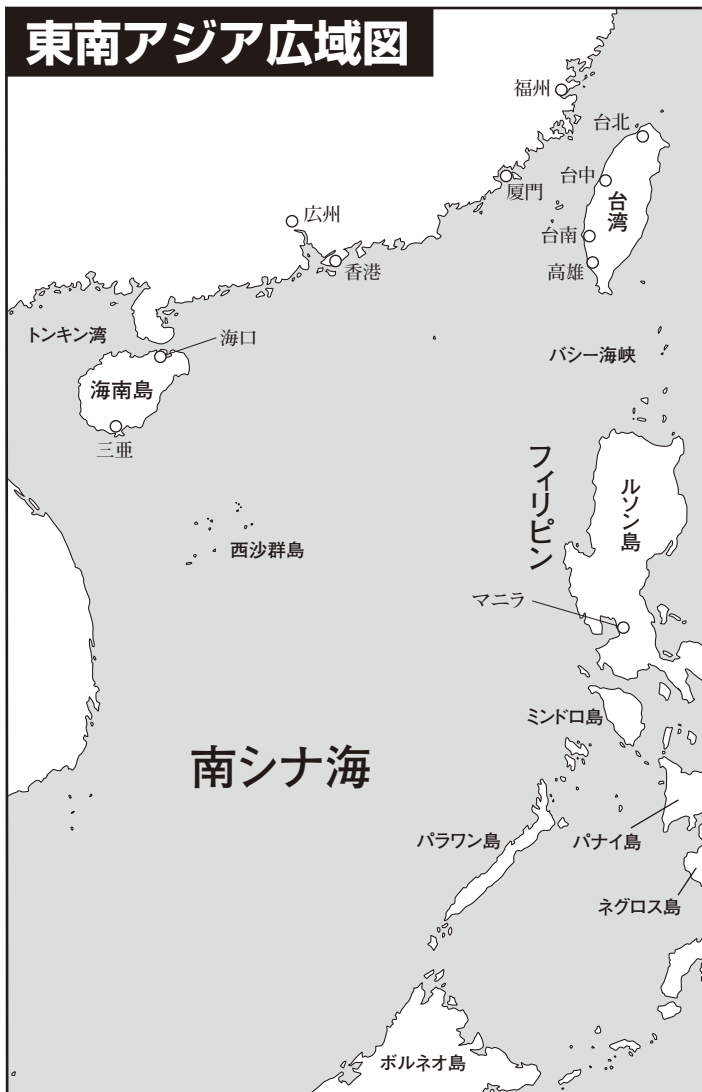 東南アジア広域図
福州
台北
台中
厦門
台湾
広州
台南
香港
高雄
トンキン湾
海口
バシー海峡
海南島
三亜
フィリピン
ルソン島
西沙群島
マニラ
ミンドロ島
南シナ海
パラワン島
パナイ島
ネグロス島
ボルネオ島